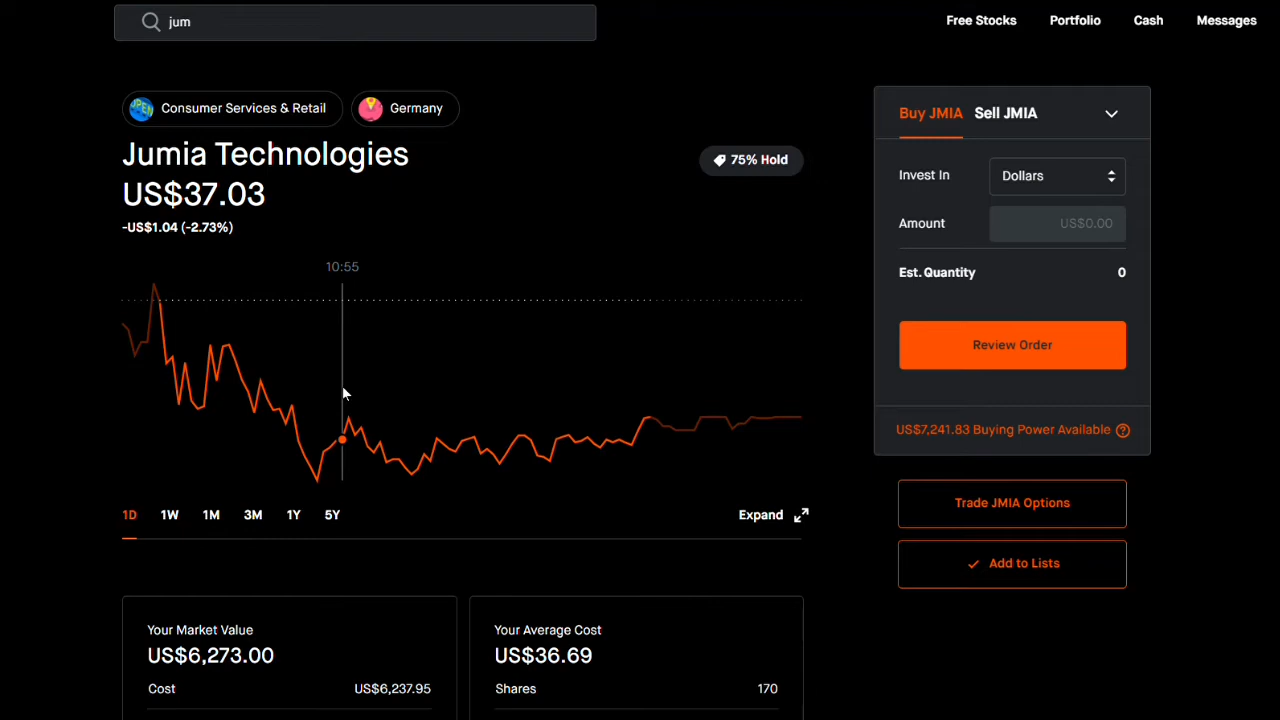 jum
Free Stocks Portfolio Cash Messages
Consumer Services & Retail Germany
Jumia Technologies
US$37.03
75% Hold
-US$1.04 (-2.73%)
10:55
1D 1W 1M 3M 1Y 5Y
Expand
Your Market Value
US$6,273.00
Cost US$6,237.95
Your Average Cost
US$36.69
Shares 170
Buy JMIA Sell JMIA
Invest In Dollars
Amount US$0.00
Est. Quantity 0
Review Order
US$7,241.83 Buying Power Available ?
Trade JMIA Options
Add to Lists